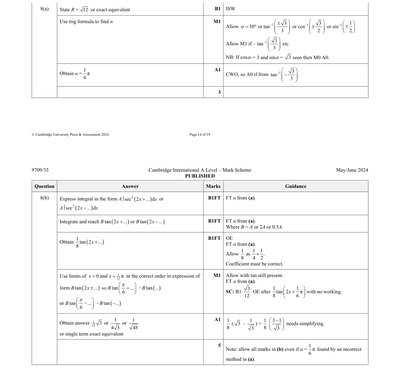 8(a) State R = √12 or exact equivalent B1 ISW
Use trig formula to find α M1 Allow α = 30° or tan⁻¹(±√3/3) or cos⁻¹(±√3/2) or sin⁻¹(±1/2)
Allow M1 if – tan⁻¹(√3/3) etc.
NB: If cos α = 3 and sin α = √3 seen then M0 A0.
Obtain α = 1/6 π A1 CWO, so A0 if from tan⁻¹(−√3/3)
3
© Cambridge University Press & Assessment 2024 Page 14 of 19
9709/33 Cambridge International A Level – Mark Scheme May/June 2024
PUBLISHED
Question Answer Marks Guidance
8(b) Express integral in the form A∫sec²(2x + ...)dx or B1FT FT α from (a).
A∫sec²(2x − ...)dx
Integrate and reach B tan(2x + ...) or B tan(2x − ...) B1FT FT α from (a).
Where B = A or 2A or 0.5A
Obtain 1/8 tan(2x + ...) B1FT OE
FT α from (a).
Allow 1/8 as 1/4 × 1/2.
Coefficient must be correct.
Use limits of x = 0 and x = 1/12 π in the correct order in expression of M1 Allow with tan still present.
FT α from (a).
form B tan(2x ± ...) so B tan(π/6 + ...) − B tan(...) SC: B1 √3/12 OE after 1/8 tan(2x + 1/6 π) with no working.
or B tan(π/6 − ...) − B tan(−...)
Obtain answer 1/12 √3 or 1/(4√3) or 1/√48 A1 1/8 (√3 − 1/√3) = 1/8 ((3−1)/√3) needs simplifying.
or single term exact equivalent
5 Note: allow all marks in (b) even if α = 1/6 π found by an incorrect
method in (a).